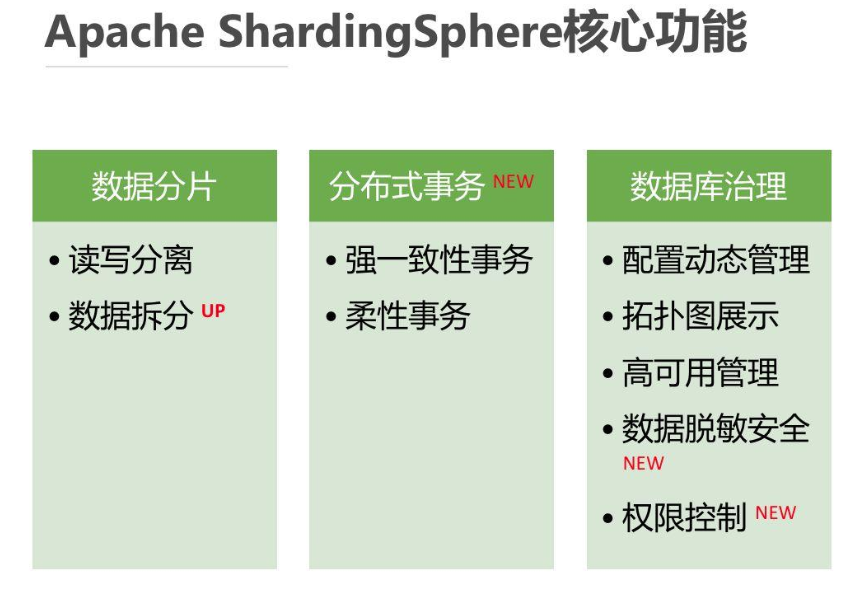 Apache ShardingSphere核心功能
数据分片
• 读写分离
• 数据拆分 UP
分布式事务 NEW
• 强一致性事务
• 柔性事务
数据库治理
• 配置动态管理
• 拓扑图展示
• 高可用管理
• 数据脱敏安全
NEW
• 权限控制 NEW